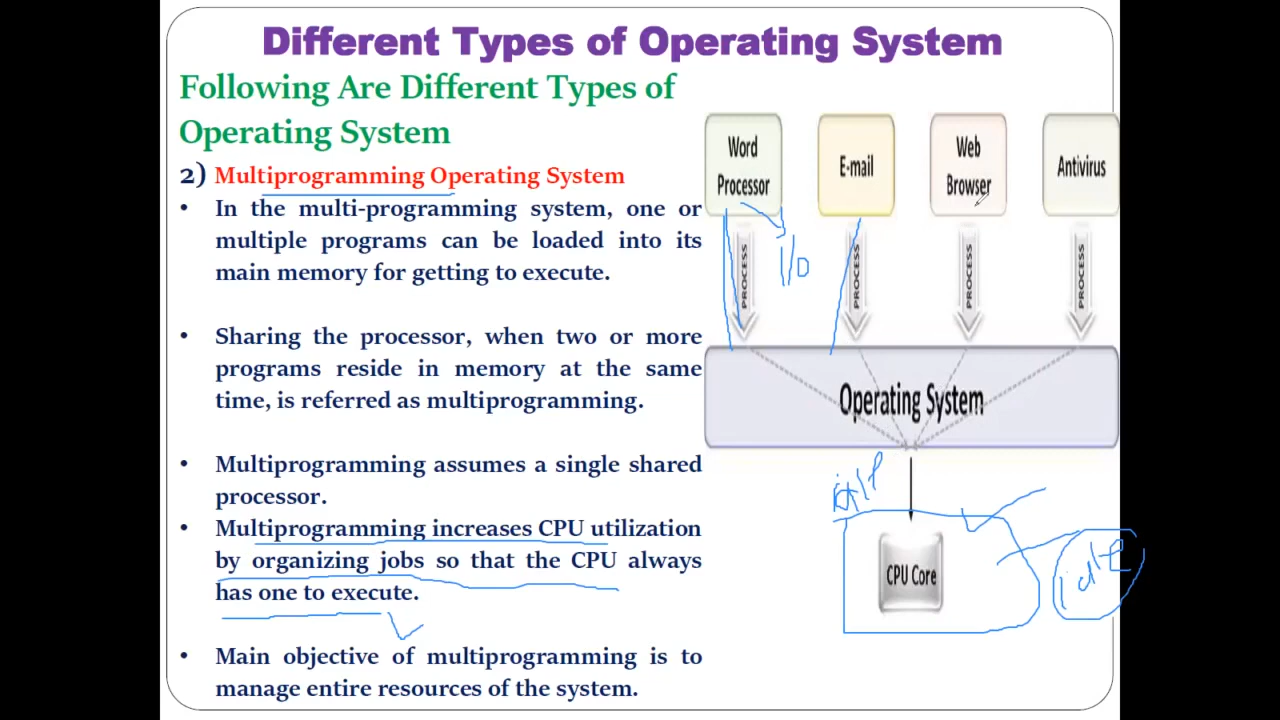 Different Types of Operating System
Following Are Different Types of
Operating System
2) Multiprogramming Operating System
• In the multi-programming system, one or
multiple programs can be loaded into its
main memory for getting to execute.
• Sharing the processor, when two or more
programs reside in memory at the same
time, is referred as multiprogramming.
• Multiprogramming assumes a single shared
processor.
• Multiprogramming increases CPU utilization
by organizing jobs so that the CPU always
has one to execute.
• Main objective of multiprogramming is to
manage entire resources of the system.
Word
Processor
E-mail
Web
Browser
Antivirus
I/O
PROCESS
PROCESS
PROCESS
PROCESS
Operating System
CPU Core
idle